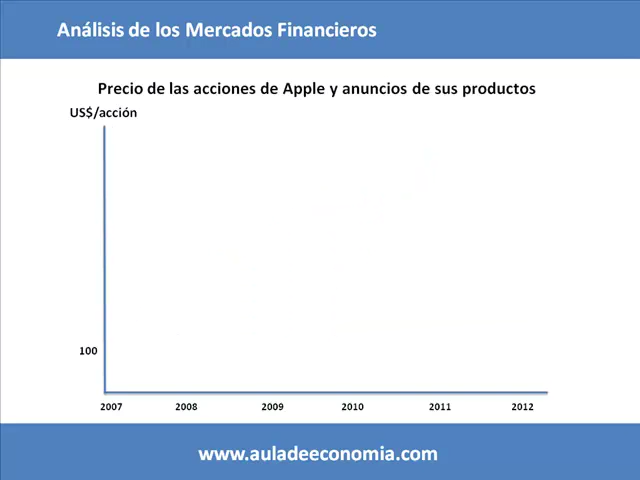 Análisis de los Mercados Financieros
Precio de las acciones de Apple y anuncios de sus productos
US$/acción
100
2007 2008 2009 2010 2011 2012
www.auladeeconomia.com